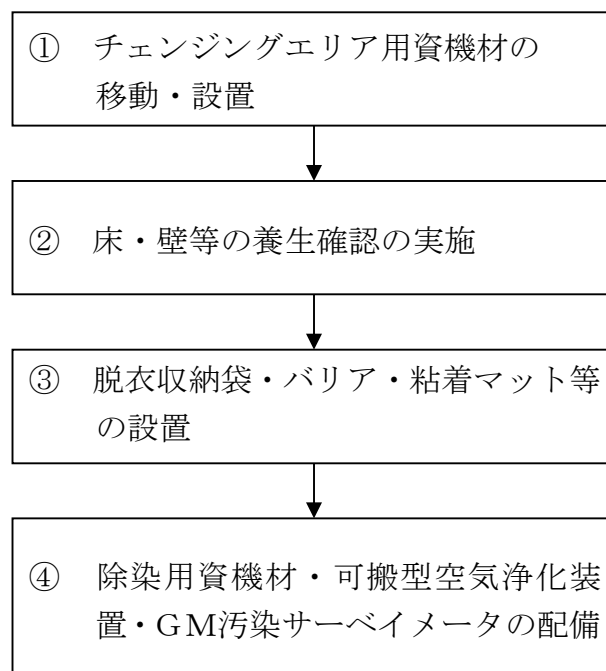 ① チェンジングエリア用資機材の
移動・設置
② 床・壁等の養生確認の実施
③ 脱衣収納袋・バリア・粘着マット等
の設置
④ 除染用資機材・可搬型空気浄化装
置・ＧＭ汚染サーベイメータの配備